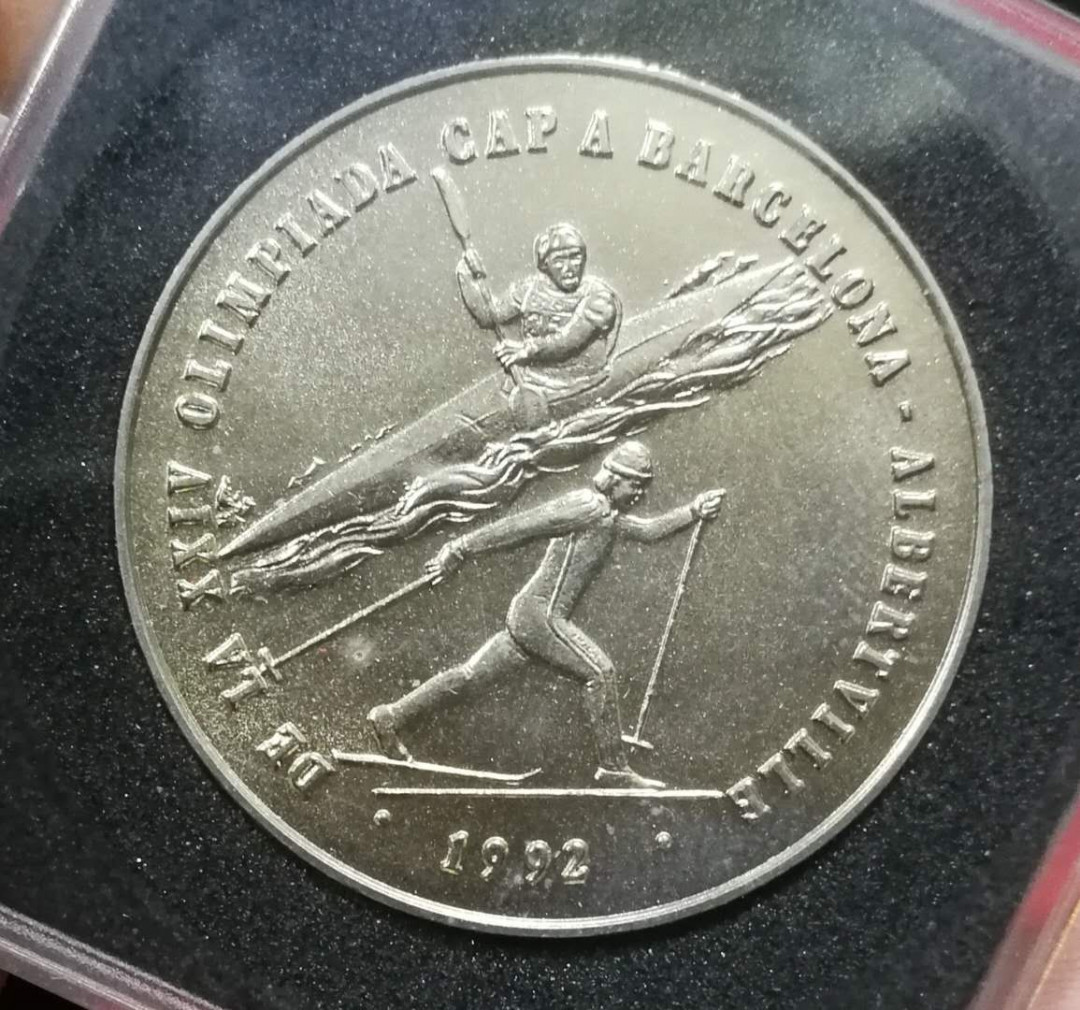 DE LA XXIV OLIMPIADA CAP A BARCELONA - ALBERTVILLE
· 1992 ·